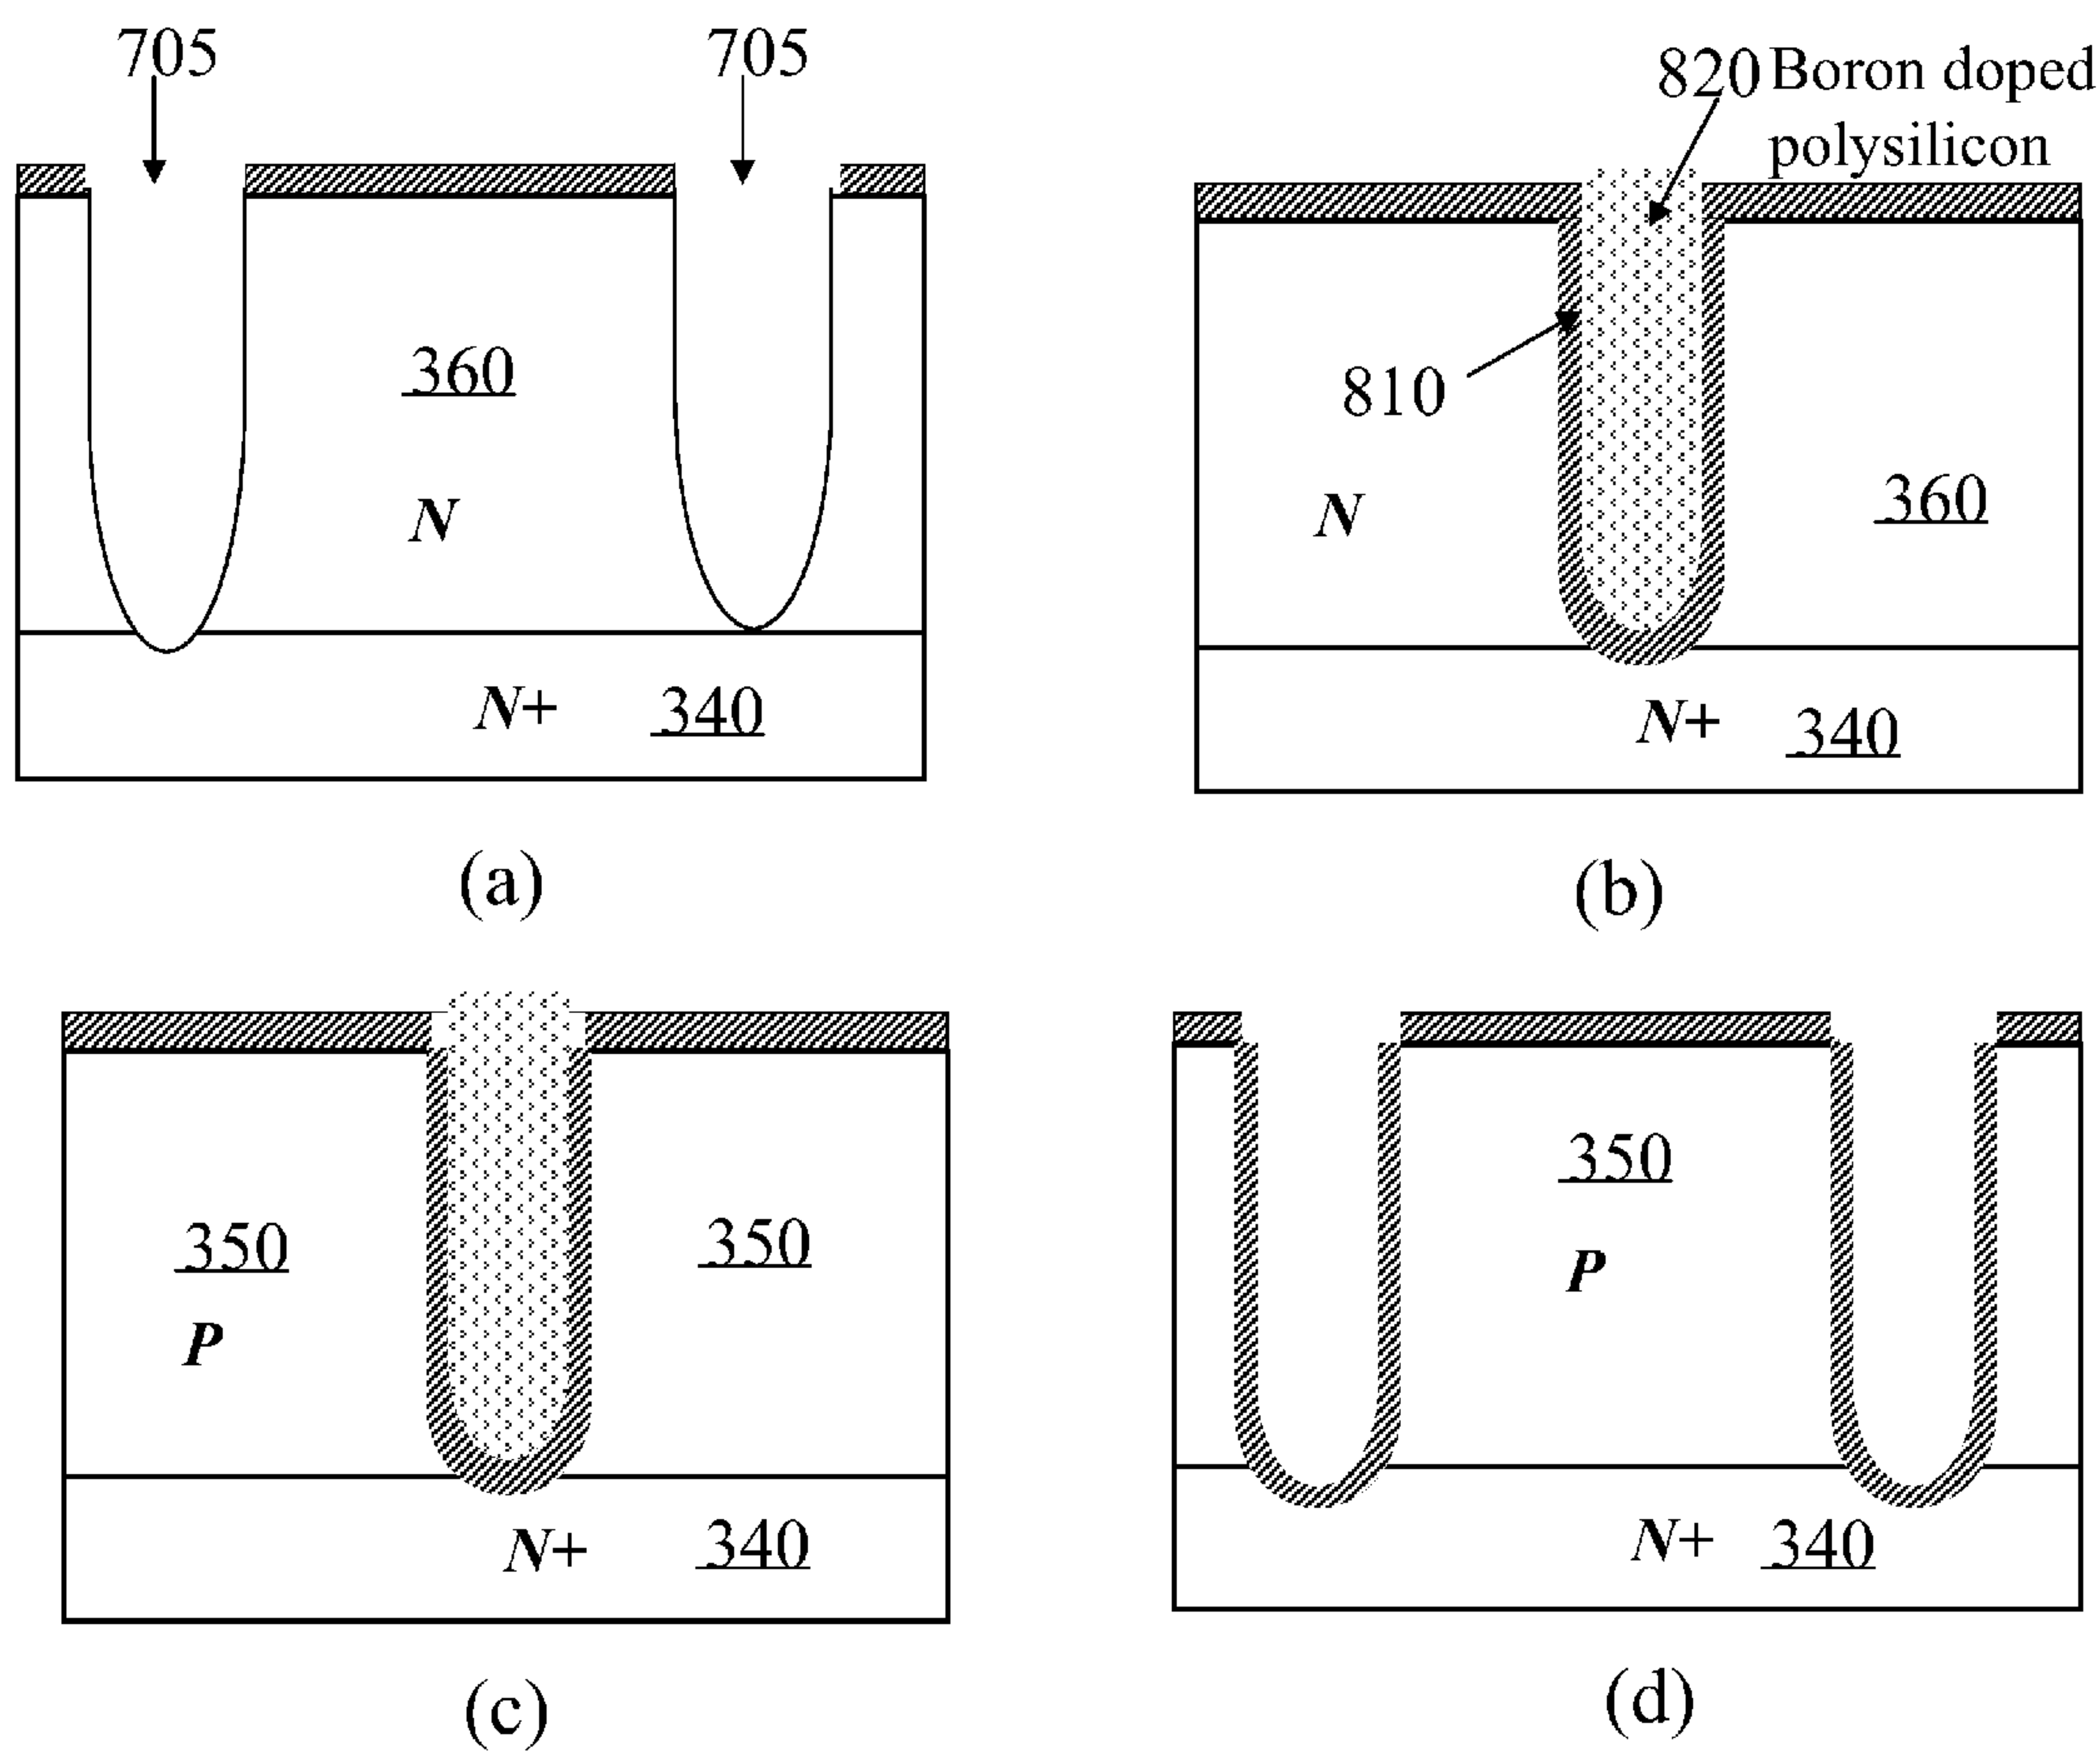 705
705
360
N
N+ 340
(a)
820 Boron doped
polysilicon
810
N
360
N+ 340
(b)
350
350
P
N+ 340
(c)
350
P
N+ 340
(d)